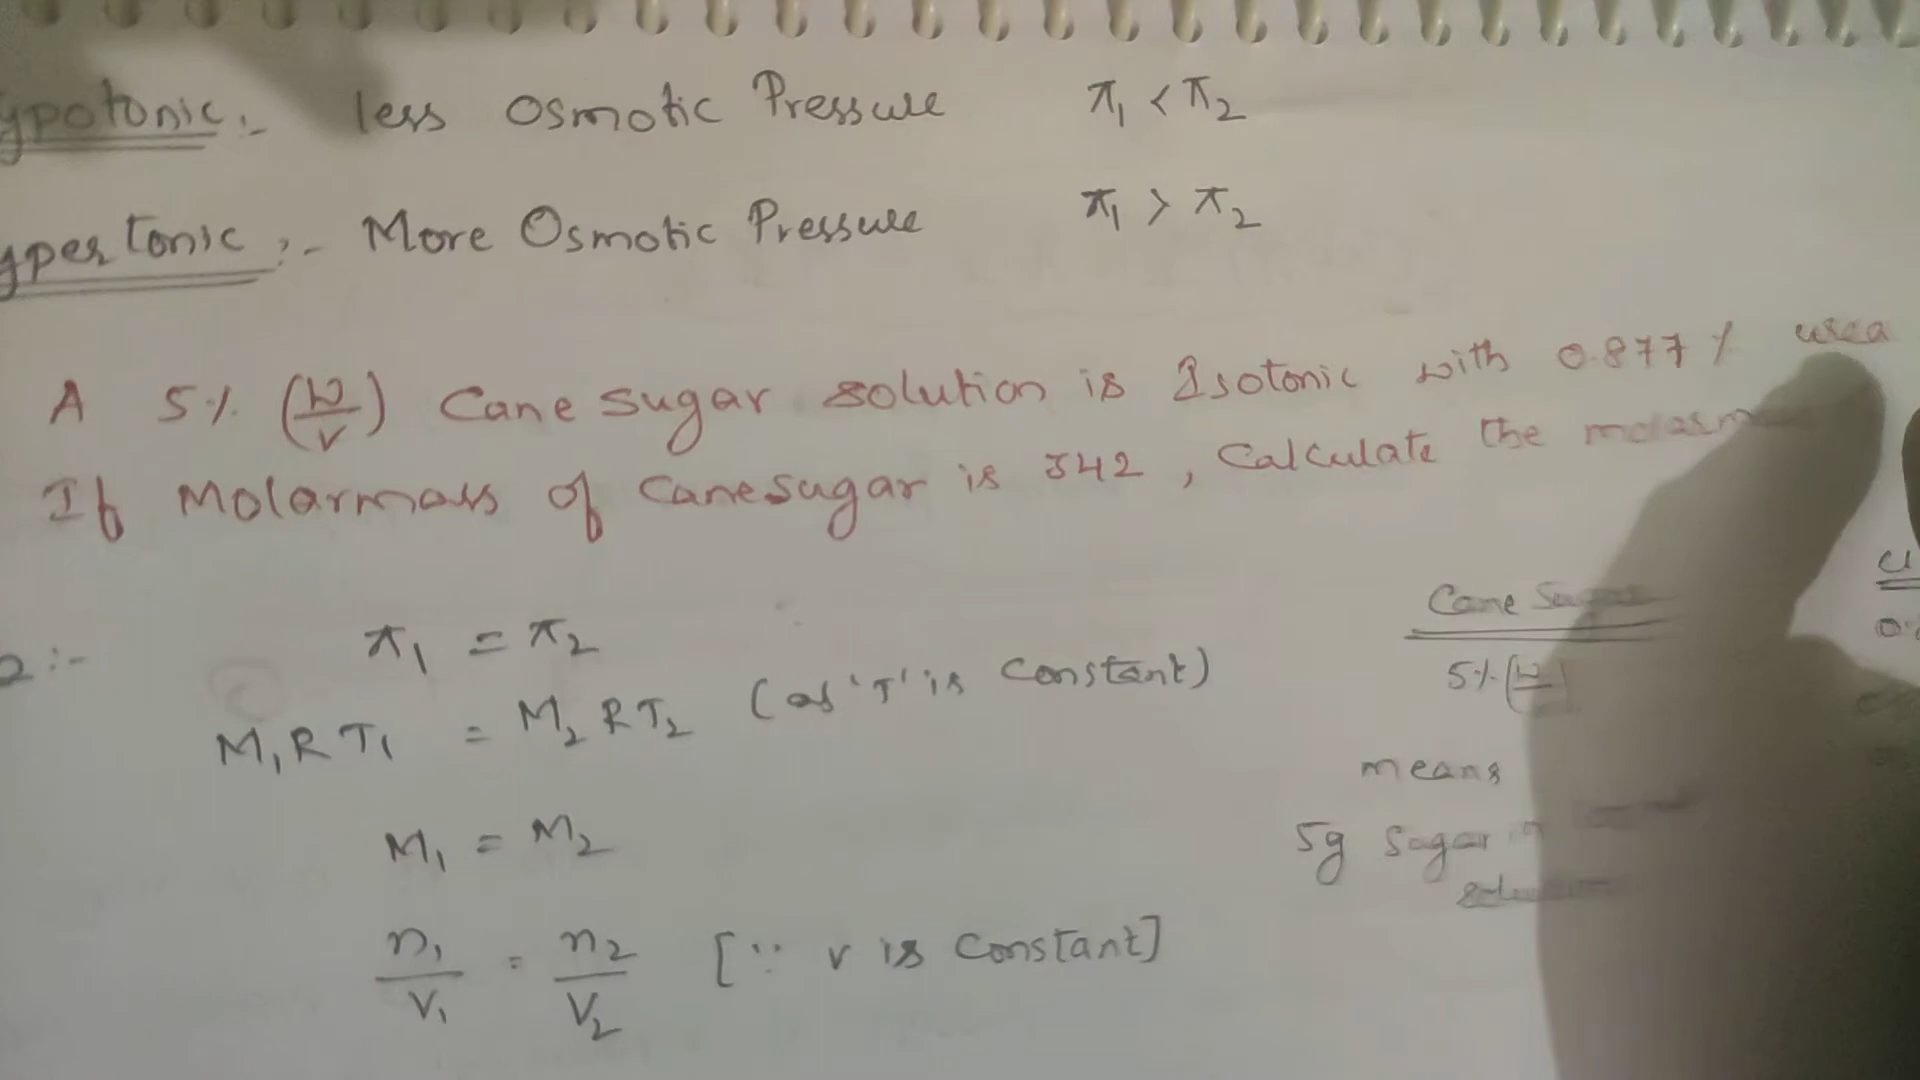 ypotonic:- less Osmotic Pressure π₁ < π₂
ypertonic:- More Osmotic Pressure π₁ > π₂
A 5% (W/V) Cane sugar solution is Isotonic with 0.877% urea
If Molarmass of Canesugar is 342, Calculate the
Cane
π₁ = π₂
5% (W
M₁RT₁ = M₂RT₂ (as 'T' is Constant)
means
M₁ = M₂
5g Sugar
n₁/V₁ = n₂/V₂ [∵ V is Constant]